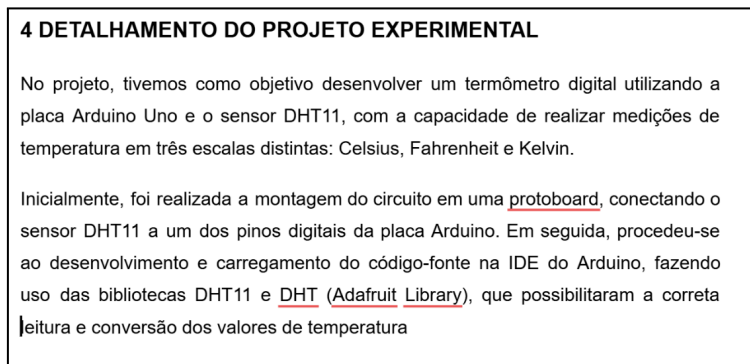 4 DETALHAMENTO DO PROJETO EXPERIMENTAL
No projeto, tivemos como objetivo desenvolver um termômetro digital utilizando a
placa Arduino Uno e o sensor DHT11, com a capacidade de realizar medições de
temperatura em três escalas distintas: Celsius, Fahrenheit e Kelvin.
Inicialmente, foi realizada a montagem do circuito em uma protoboard, conectando o
sensor DHT11 a um dos pinos digitais da placa Arduino. Em seguida, procedeu-se
ao desenvolvimento e carregamento do código-fonte na IDE do Arduino, fazendo
uso das bibliotecas DHT11 e DHT (Adafruit Library), que possibilitaram a correta
leitura e conversão dos valores de temperatura